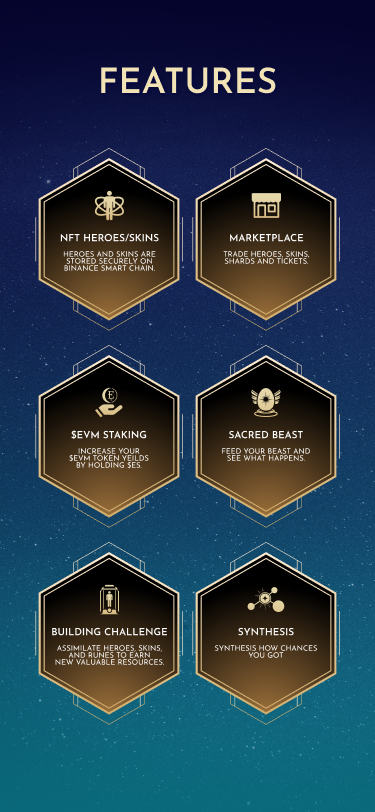 FEATURES
NFT HEROES/SKINS
HEROES AND SKINS ARE
STORED SECURELY ON
BINANCE SMART CHAIN.
MARKETPLACE
TRADE HEROES, SKINS,
SHARDS AND TICKETS.
$EVM STAKING
INCREASE YOUR
$EVM TOKEN YEILDS
BY HOLDING $ES.
SACRED BEAST
FEED YOUR BEAST AND
SEE WHAT HAPPENS.
BUILDING CHALLENGE
ASSIMILATE HEROES, SKINS,
AND RUNES TO EARN
NEW VALUABLE RESOURCES.
SYNTHESIS
SYNTHESIS HOW CHANCES
YOU GOT